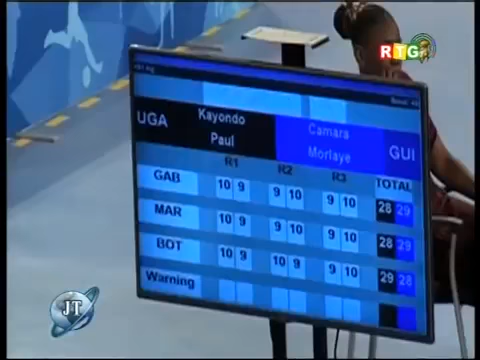 RTG
UGA Kayondo Paul Camara Morlaye GUI
R1 R2 R3 TOTAL
GAB 10 9 9 10 9 10 28 29
MAR 10 9 9 10 9 10 28 29
BOT 10 9 10 9 9 10 29 28
Warning
JT